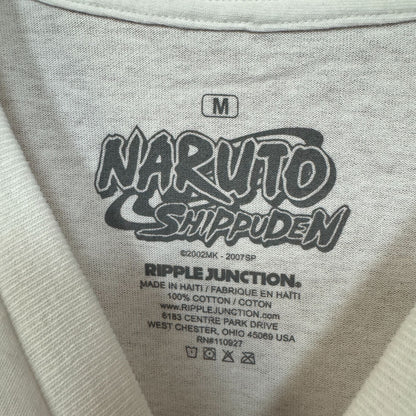 M
NARUTO
SHIPPUDEN
©2002MK - 2007SP
RIPPLE JUNCTION®
MADE IN HAITI / FABRIQUE EN HAÏTI
100% COTTON / COTON
www.RIPPLEJUNCTION.com
6183 CENTRE PARK DRIVE
WEST CHESTER, OHIO 45069 USA
RN#110927